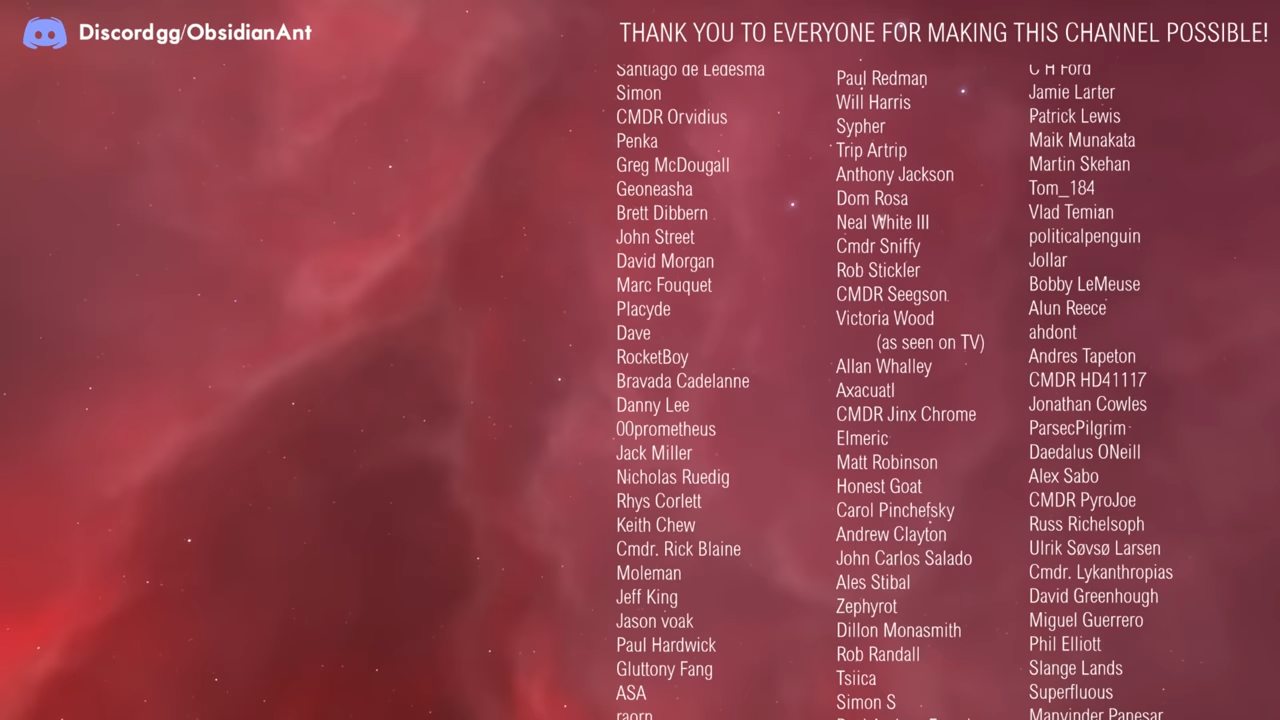 Discordgg/ObsidianAnt
THANK YOU TO EVERYONE FOR MAKING THIS CHANNEL POSSIBLE!
Santiago de Ledesma
Simon
CMDR Orvidius
Penka
Greg McDougall
Geoneasha
Brett Dibbern
John Street
David Morgan
Marc Fouquet
Placyde
Dave
RocketBoy
Bravada Cadelanne
Danny Lee
00prometheus
Jack Miller
Nicholas Ruedig
Rhys Corlett
Keith Chew
Cmdr. Rick Blaine
Moleman
Jeff King
Jason voak
Paul Hardwick
Gluttony Fang
ASA
raorn
Paul Redman
Will Harris
Sypher
Trip Artrip
Anthony Jackson
Dom Rosa
Neal White III
Cmdr Sniffy
Rob Stickler
CMDR Seegson
Victoria Wood
(as seen on TV)
Allan Whalley
Axacuatl
CMDR Jinx Chrome
Elmeric
Matt Robinson
Honest Goat
Carol Pinchefsky
Andrew Clayton
John Carlos Salado
Ales Stibal
Zephyrot
Dillon Monasmith
Rob Randall
Tsiica
Simon S
C H Ford
Jamie Larter
Patrick Lewis
Maik Munakata
Martin Skehan
Tom_184
Vlad Temian
politicalpenguin
Jollar
Bobby LeMeuse
Alun Reece
ahdont
Andres Tapeton
CMDR HD41117
Jonathan Cowles
ParsecPilgrim
Daedalus ONeill
Alex Sabo
CMDR PyroJoe
Russ Richelsoph
Ulrik Søvsø Larsen
Cmdr. Lykanthropias
David Greenhough
Miguel Guerrero
Phil Elliott
Slange Lands
Superfluous
Manvinder Panesar